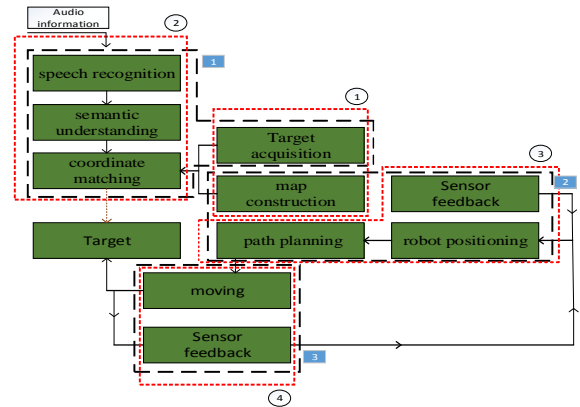 Audio
information
2
1
speech recognition
1
semantic
understanding
Target
acquisition
3
coordinate
matching
map
construction
Sensor
feedback
2
Target
path planning
robot positioning
moving
Sensor
feedback
3
4